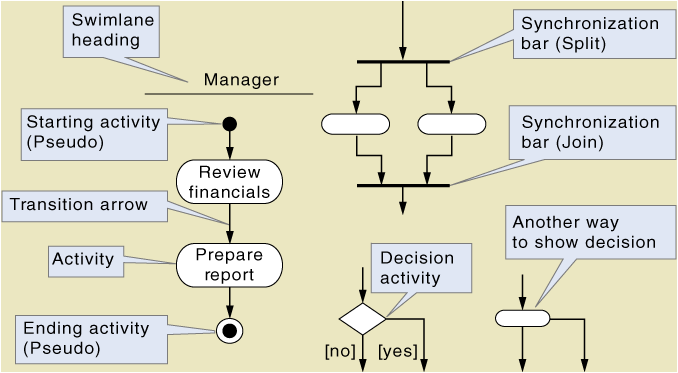 Swimlane
heading
Manager
Starting activity
(Pseudo)
Review
financials
Transition arrow
Activity
Prepare
report
Ending activity
(Pseudo)
Synchronization
bar (Split)
Synchronization
bar (Join)
Decision
activity
[no]
[yes]
Another way
to show decision